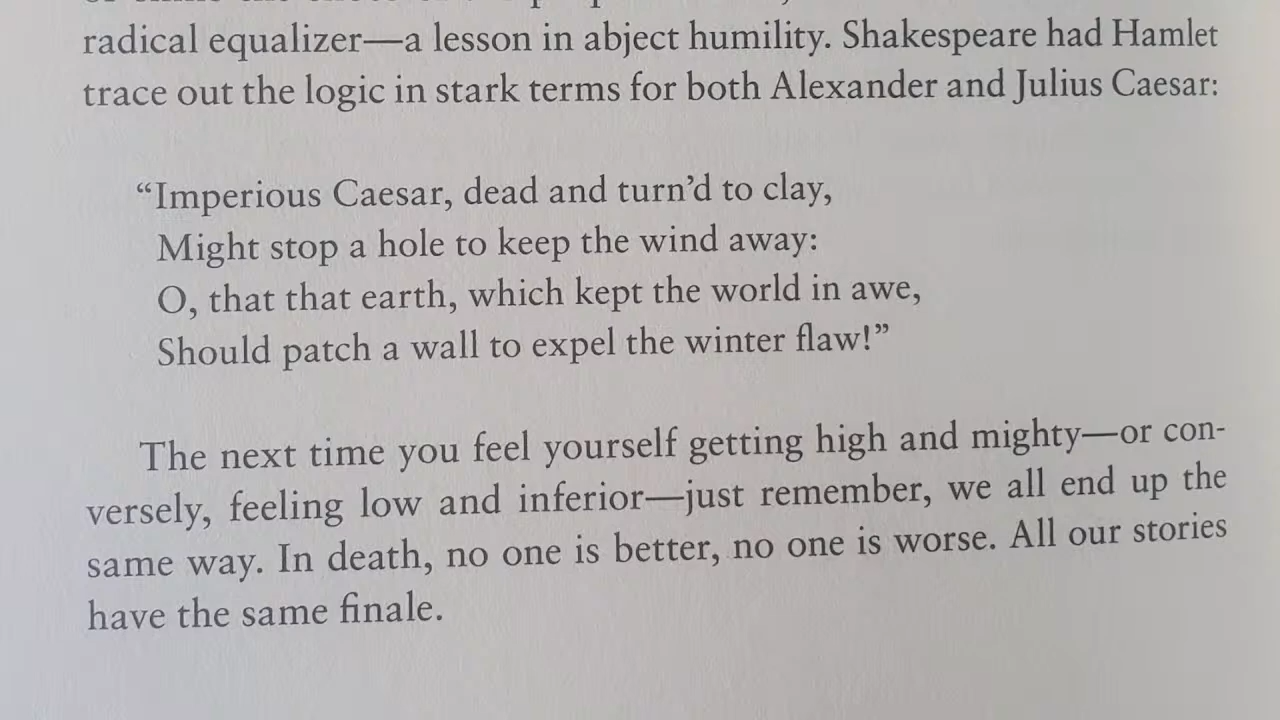 radical equalizer—a lesson in abject humility. Shakespeare had Hamlet
trace out the logic in stark terms for both Alexander and Julius Caesar:
“Imperious Caesar, dead and turn’d to clay,
Might stop a hole to keep the wind away:
O, that that earth, which kept the world in awe,
Should patch a wall to expel the winter flaw!”
The next time you feel yourself getting high and mighty—or con-
versely, feeling low and inferior—just remember, we all end up the
same way. In death, no one is better, no one is worse. All our stories
have the same finale.